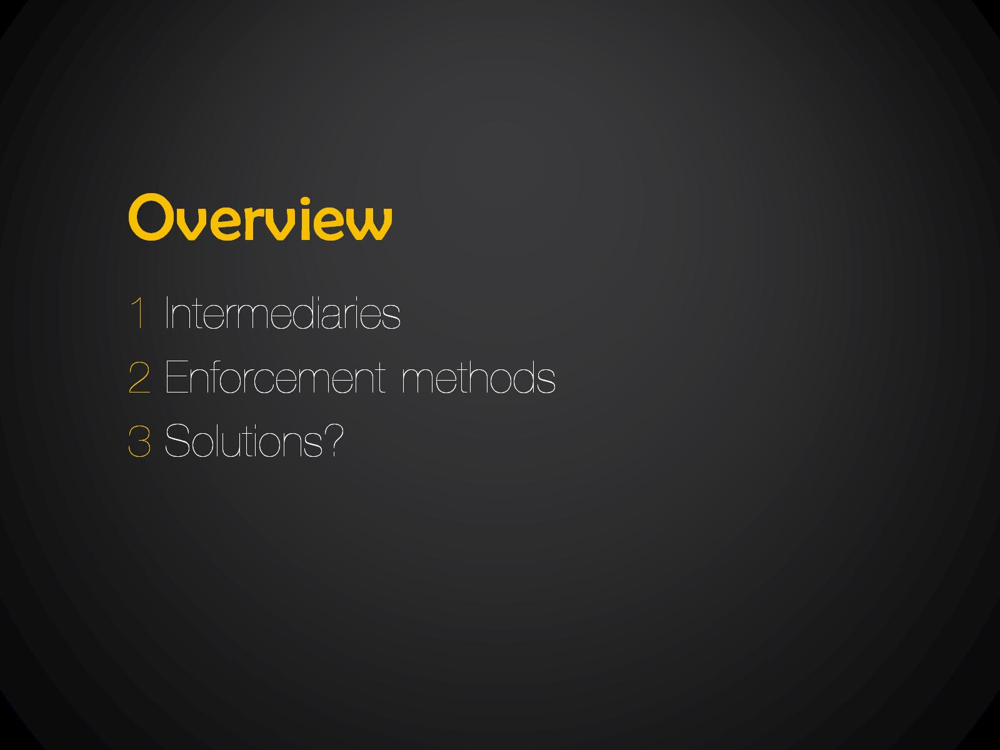 Overview
1 Intermediaries
2 Enforcement methods
3 Solutions?